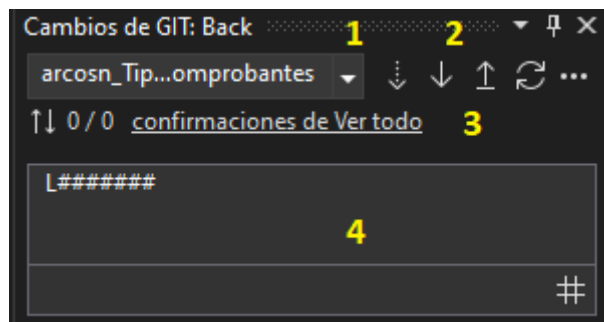 Cambios de GIT: Back 1 2
arcosn_Tip...omprobantes
0 / 0 confirmaciones de Ver todo 3
L#######
4